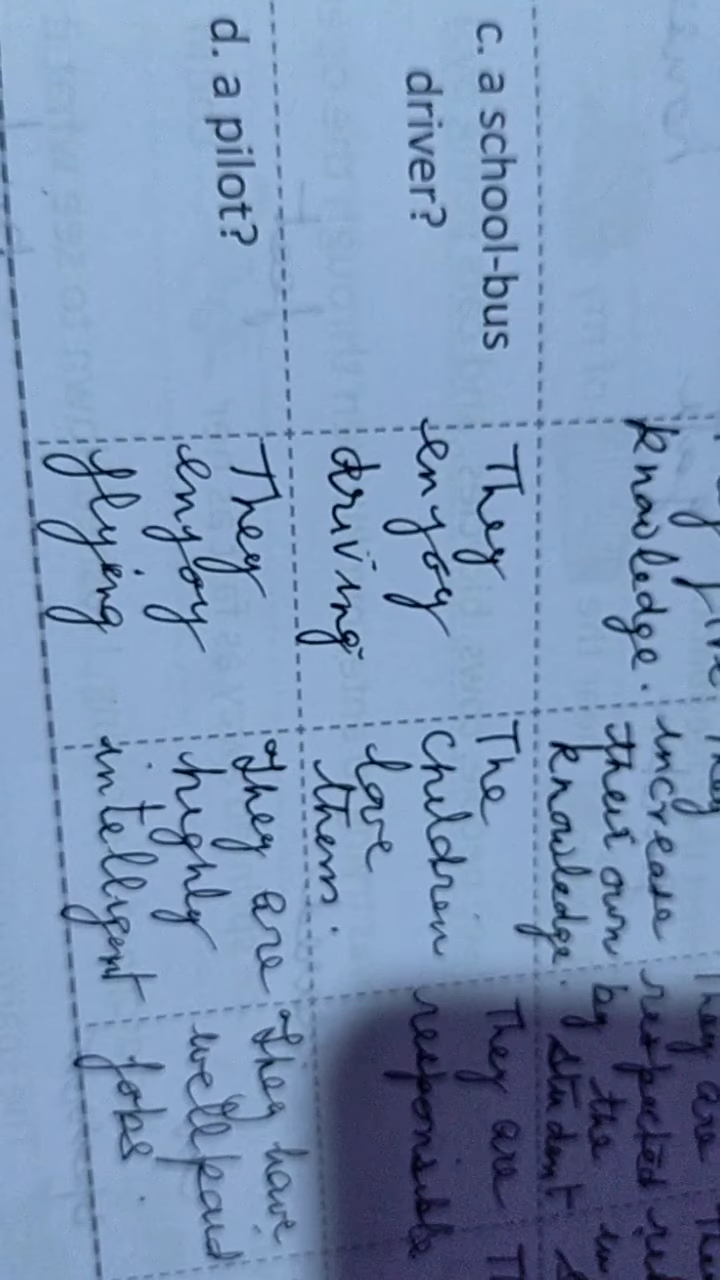 knowledge.
increase
their own
knowledge.
respected
by the
student
c. a school-bus
driver?
They
enjoy
driving
The
children
love
them.
They are
responsible
d. a pilot?
They
enjoy
flying
They are
highly
intelligent
They have
well paid
jobs.